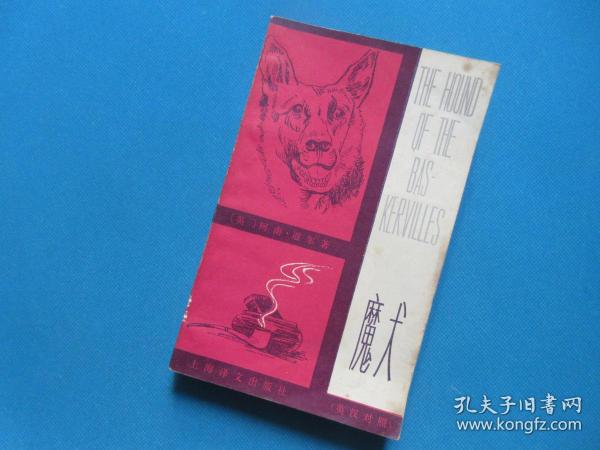 THE HOUND
OF THE
BAS-
KERVILLES
〔英〕柯南·道尔著
魔犬
上海译文出版社
(英汉对照)
孔夫子旧书网
www.kongfz.com